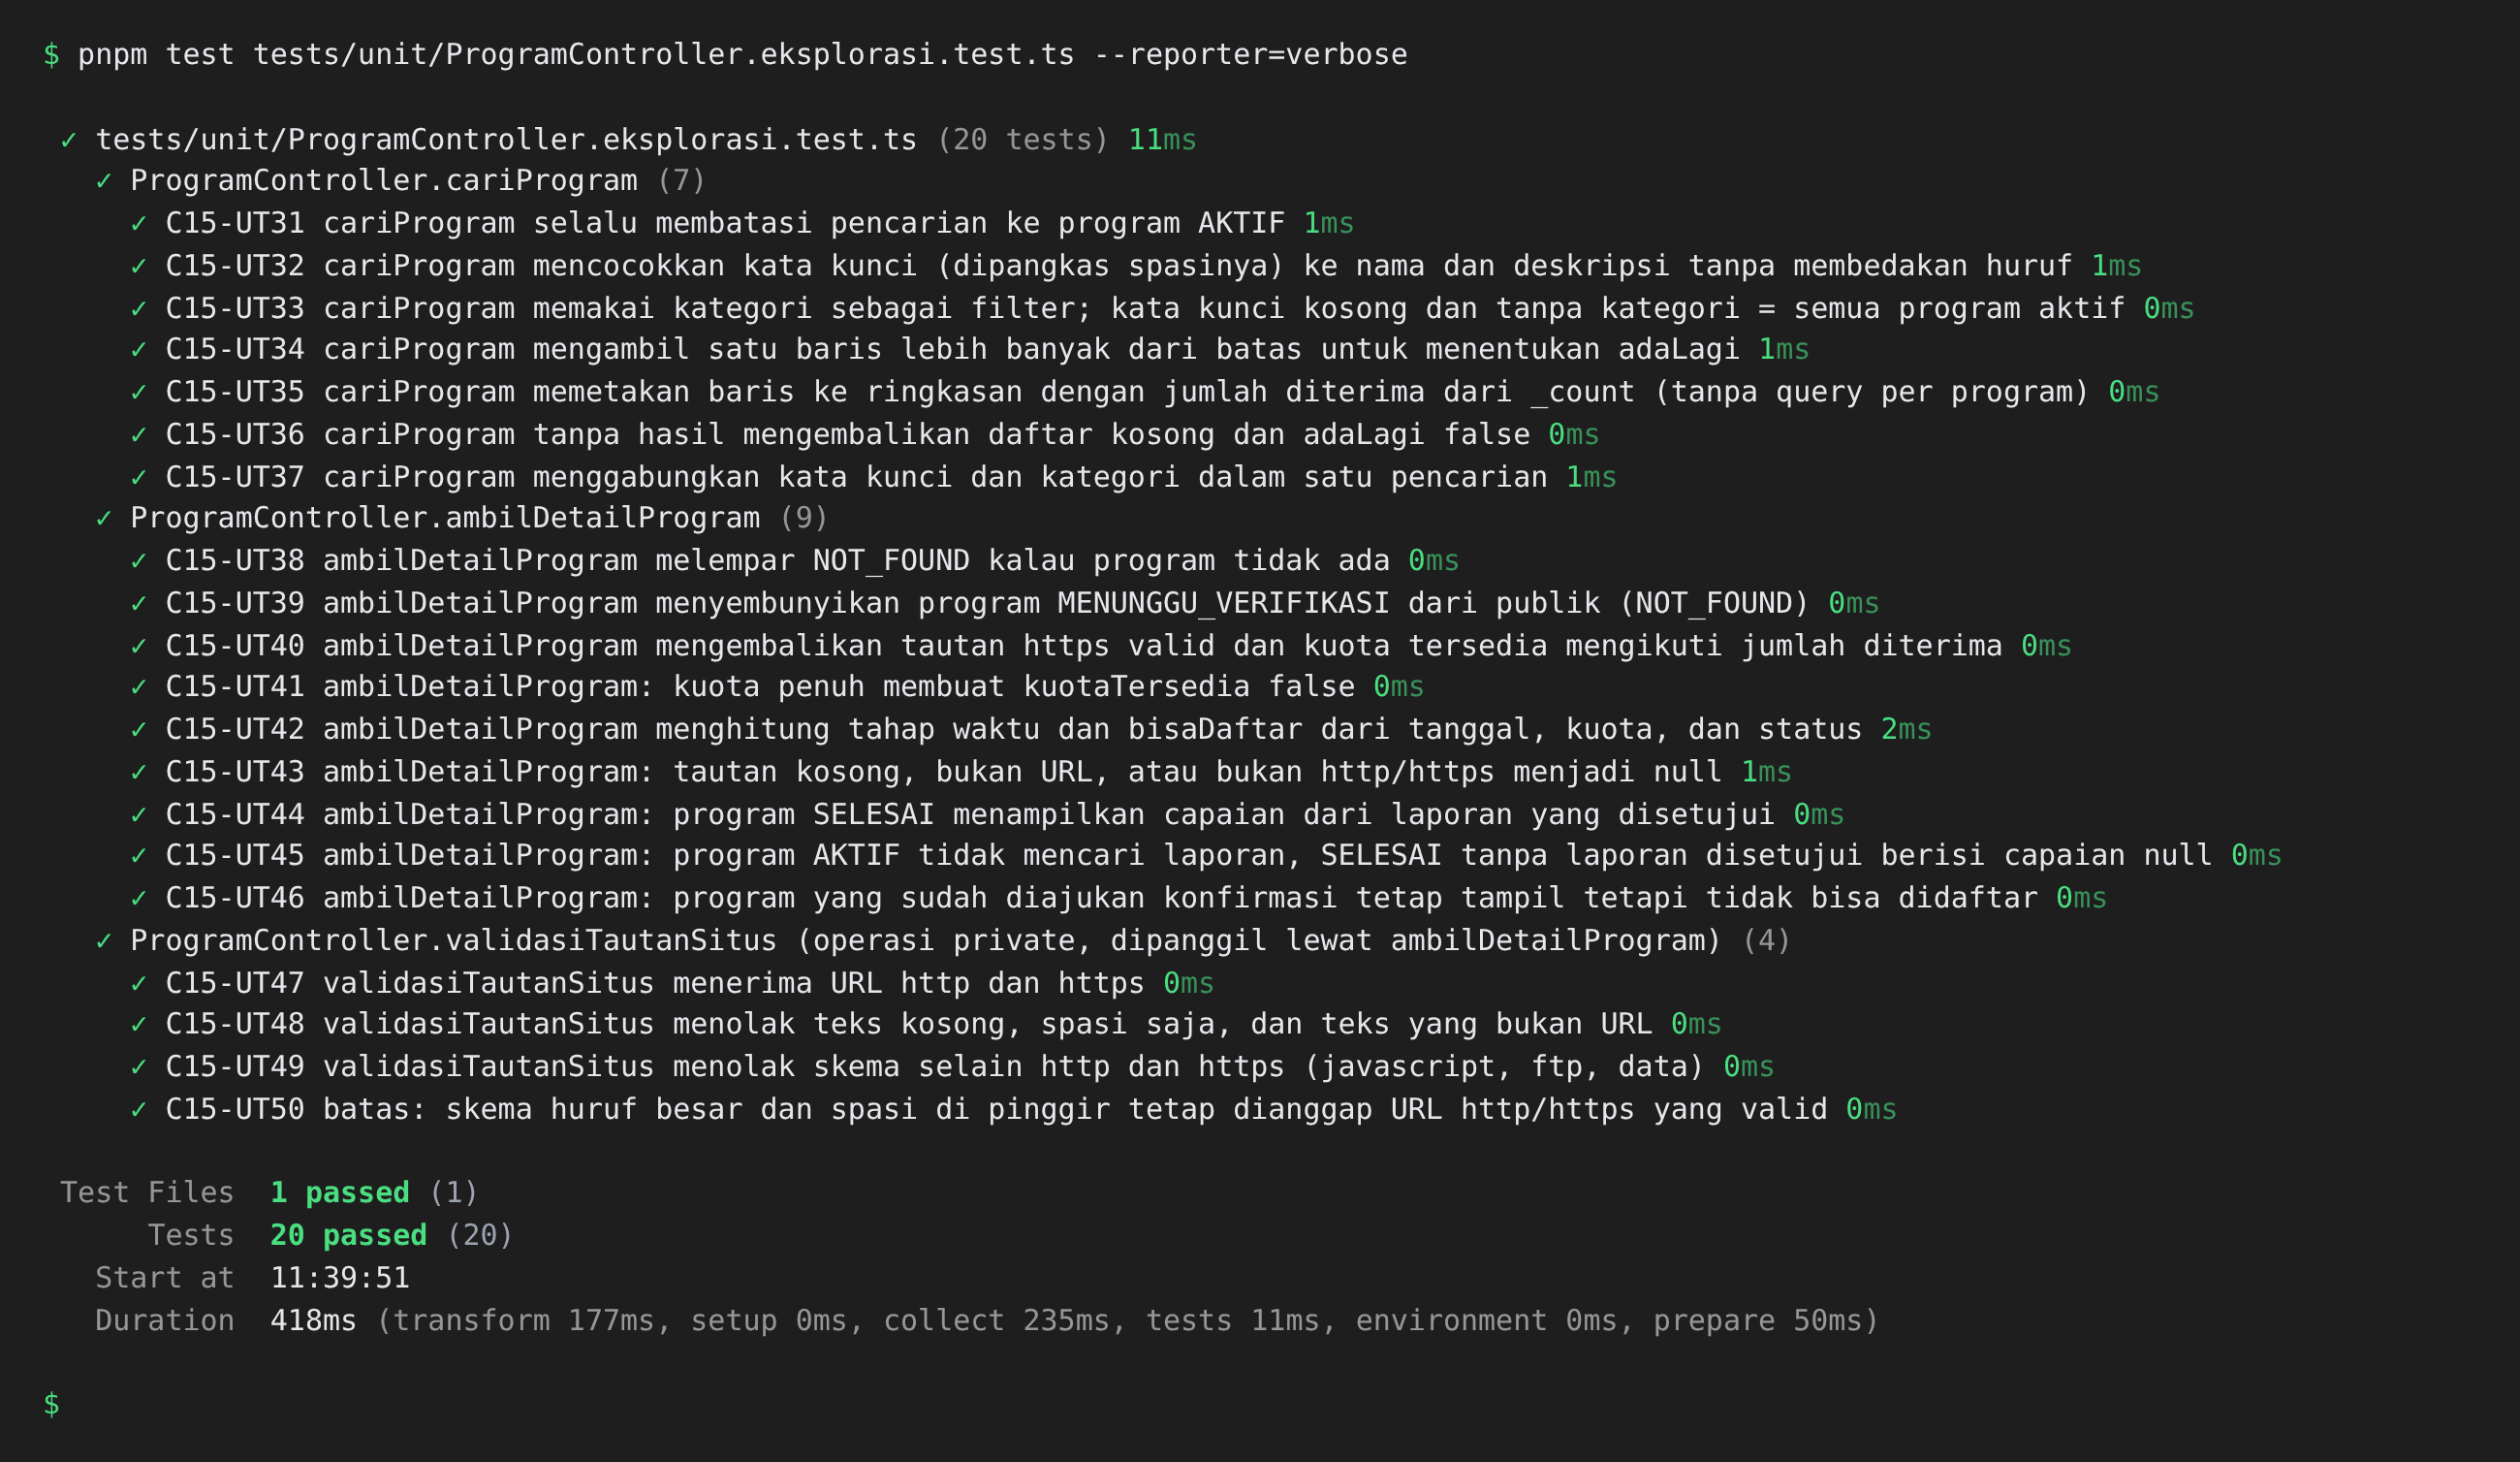 $ pnpm test tests/unit/ProgramController.eksplorasi.test.ts --reporter=verbose
✓ tests/unit/ProgramController.eksplorasi.test.ts (20 tests) 11ms
✓ ProgramController.cariProgram (7)
✓ C15-UT31 cariProgram selalu membatasi pencarian ke program AKTIF 1ms
✓ C15-UT32 cariProgram mencocokkan kata kunci (dipangkas spasinya) ke nama dan deskripsi tanpa membedakan huruf 1ms
✓ C15-UT33 cariProgram memakai kategori sebagai filter; kata kunci kosong dan tanpa kategori = semua program aktif 0ms
✓ C15-UT34 cariProgram mengambil satu baris lebih banyak dari batas untuk menentukan adaLagi 1ms
✓ C15-UT35 cariProgram memetakan baris ke ringkasan dengan jumlah diterima dari _count (tanpa query per program) 0ms
✓ C15-UT36 cariProgram tanpa hasil mengembalikan daftar kosong dan adaLagi false 0ms
✓ C15-UT37 cariProgram menggabungkan kata kunci dan kategori dalam satu pencarian 1ms
✓ ProgramController.ambilDetailProgram (9)
✓ C15-UT38 ambilDetailProgram melempar NOT_FOUND kalau program tidak ada 0ms
✓ C15-UT39 ambilDetailProgram menyembunyikan program MENUNGGU_VERIFIKASI dari publik (NOT_FOUND) 0ms
✓ C15-UT40 ambilDetailProgram mengembalikan tautan https valid dan kuota tersedia mengikuti jumlah diterima 0ms
✓ C15-UT41 ambilDetailProgram: kuota penuh membuat kuotaTersedia false 0ms
✓ C15-UT42 ambilDetailProgram menghitung tahap waktu dan bisaDaftar dari tanggal, kuota, dan status 2ms
✓ C15-UT43 ambilDetailProgram: tautan kosong, bukan URL, atau bukan http/https menjadi null 1ms
✓ C15-UT44 ambilDetailProgram: program SELESAI menampilkan capaian dari laporan yang disetujui 0ms
✓ C15-UT45 ambilDetailProgram: program AKTIF tidak mencari laporan, SELESAI tanpa laporan disetujui berisi capaian null 0ms
✓ C15-UT46 ambilDetailProgram: program yang sudah diajukan konfirmasi tetap tampil tetapi tidak bisa didaftar 0ms
✓ ProgramController.validasiTautanSitus (operasi private, dipanggil lewat ambilDetailProgram) (4)
✓ C15-UT47 validasiTautanSitus menerima URL http dan https 0ms
✓ C15-UT48 validasiTautanSitus menolak teks kosong, spasi saja, dan teks yang bukan URL 0ms
✓ C15-UT49 validasiTautanSitus menolak skema selain http dan https (javascript, ftp, data) 0ms
✓ C15-UT50 batas: skema huruf besar dan spasi di pinggir tetap dianggap URL http/https yang valid 0ms
Test Files 1 passed (1)
Tests 20 passed (20)
Start at 11:39:51
Duration 418ms (transform 177ms, setup 0ms, collect 235ms, tests 11ms, environment 0ms, prepare 50ms)
$